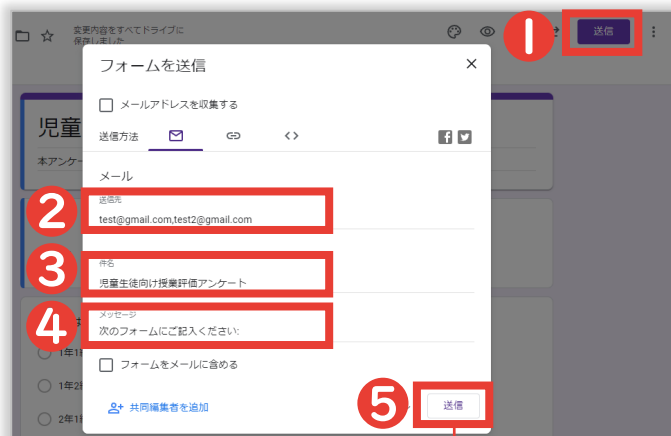 変更内容をすべてドライブに
保存しました
1
送信
フォームを送信
メールアドレスを収集する
児童
送信方法
本アンケー
メール
2
送信先
test@gmail.com,test2@gmail.com
3
件名
児童生徒向け授業評価アンケート
4
メッセージ
次のフォームにご記入ください:
1年1組
フォームをメールに含める
1年2組
5
共同編集者を追加
送信
2年1組